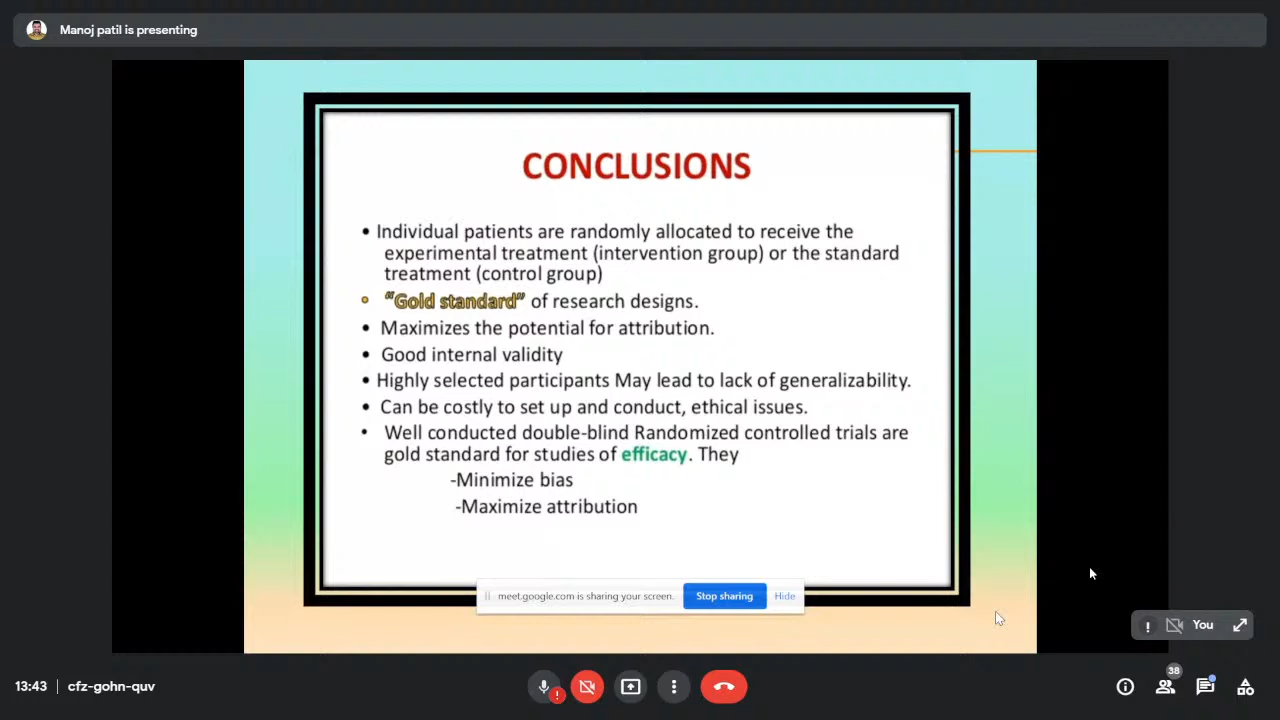 Manoj patil is presenting
CONCLUSIONS
• Individual patients are randomly allocated to receive the
experimental treatment (intervention group) or the standard
treatment (control group)
• “Gold standard” of research designs.
• Maximizes the potential for attribution.
• Good internal validity
• Highly selected participants May lead to lack of generalizability.
• Can be costly to set up and conduct, ethical issues.
• Well conducted double-blind Randomized controlled trials are
gold standard for studies of efficacy. They
-Minimize bias
-Maximize attribution
meet.google.com is sharing your screen. Stop sharing Hide
You
13:43 | cfz-gohn-quv
38